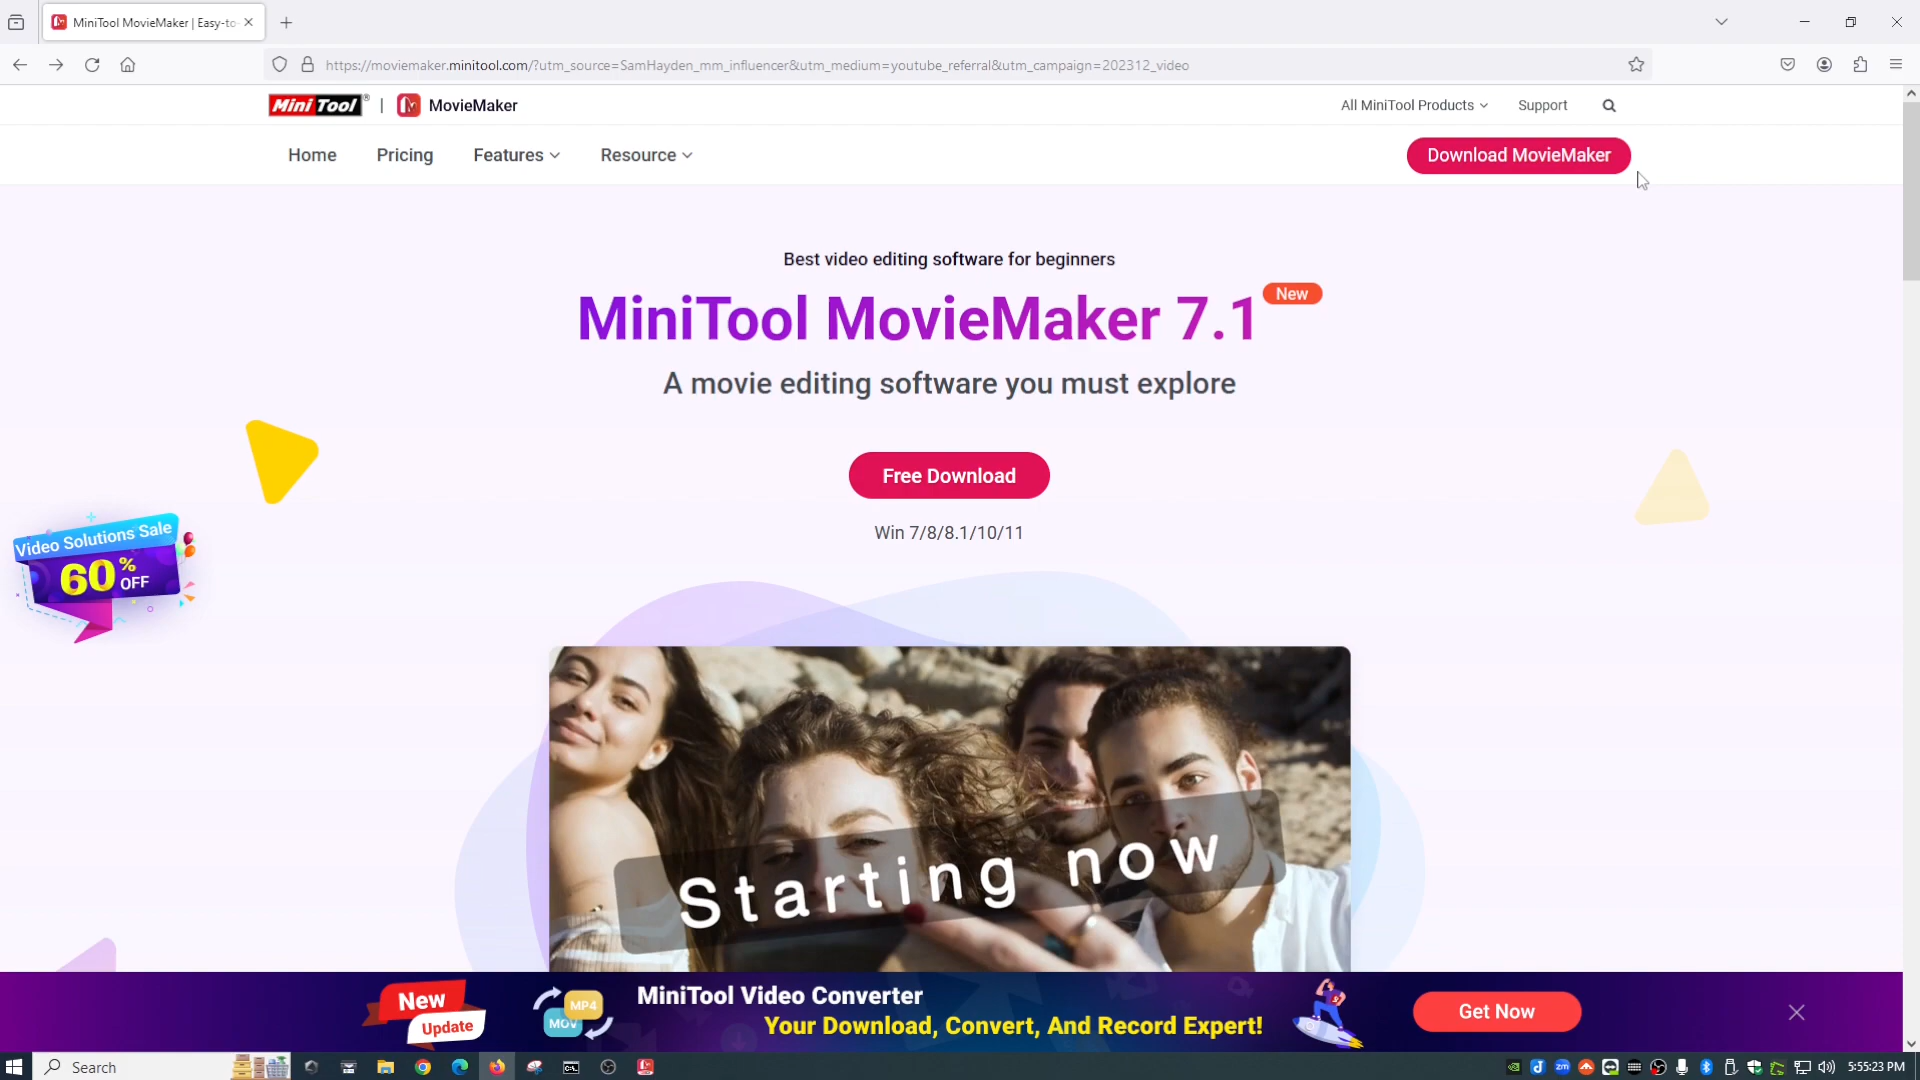 MiniTool MovieMaker | Easy-to-
https://moviemaker.minitool.com/?utm_source=SamHayden_mm_influencer&utm_medium=youtube_referral&utm_campaign=202312_video
Mini Tool® | MovieMaker
All MiniTool Products
Support
Home
Pricing
Features
Resource
Download MovieMaker
Best video editing software for beginners
MiniTool MovieMaker 7.1
New
A movie editing software you must explore
Free Download
Win 7/8/8.1/10/11
Video Solutions Sale
60% OFF
Starting now
New
Update
MP4
MOV
MiniTool Video Converter
Your Download, Convert, And Record Expert!
Get Now
Search
5:55:23 PM